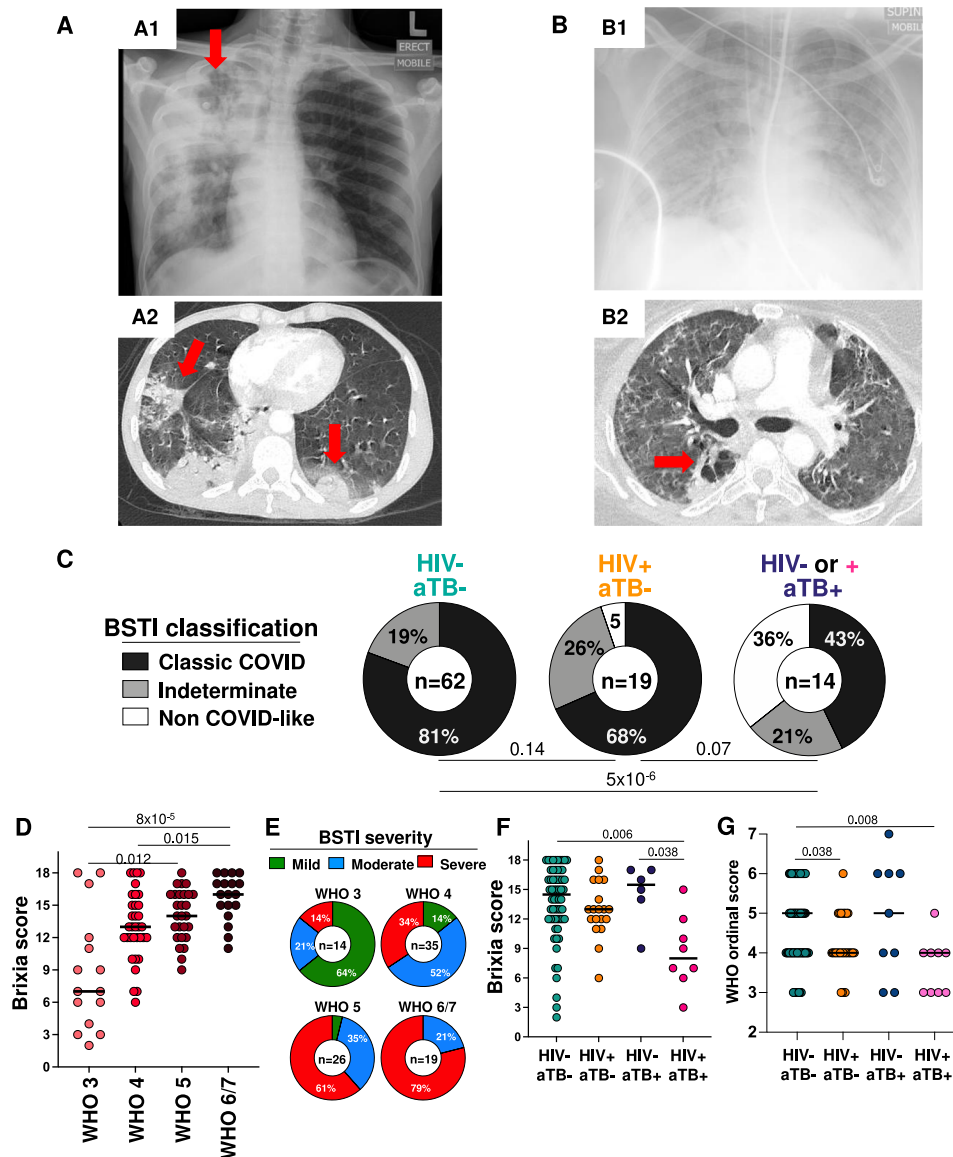 A
A1
L
ERECT
MOBILE
A2
B
B1
SUPIN
MOBILE
B2
C
HIV-
aTB-
HIV+
aTB-
HIV- or +
aTB+
BSTI classification
Classic COVID
Indeterminate
Non COVID-like
19%
n=62
81%
5
26%
n=19
68%
36%
43%
n=14
21%
0.14
0.07
5x10-6
D
8x10-5
0.015
0.012
Brixia score
18
15
12
9
6
3
0
WHO 3
WHO 4
WHO 5
WHO 6/7
E
BSTI severity
Mild
Moderate
Severe
WHO 3
14%
21%
n=14
64%
WHO 4
34%
14%
n=35
52%
WHO 5
35%
n=26
61%
WHO 6/7
21%
n=19
79%
F
0.006
0.038
Brixia score
18
15
12
9
6
3
0
HIV-
aTB-
HIV+
aTB-
HIV-
aTB+
HIV+
aTB+
G
0.008
0.038
WHO ordinal score
7
6
5
4
3
2
HIV-
aTB-
HIV+
aTB-
HIV-
aTB+
HIV+
aTB+